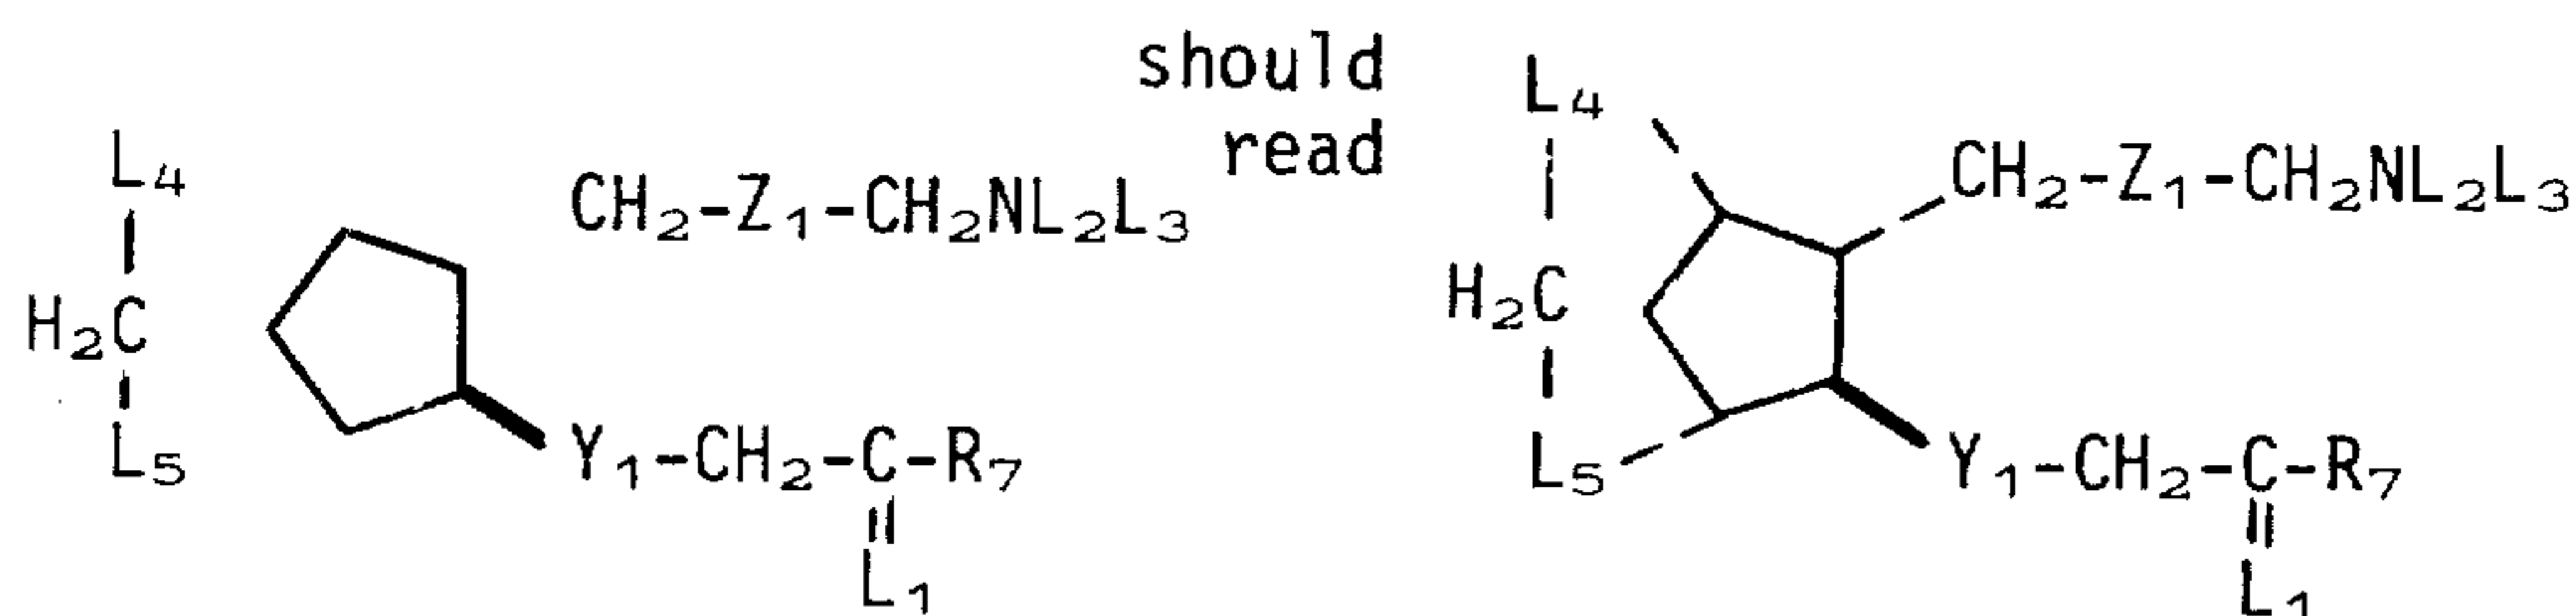 should
read
L₄
H₂C
L₅
CH₂-Z₁-CH₂NL₂L₃
Y₁-CH₂-C-R₇
L₁
L₄
H₂C
L₅
CH₂-Z₁-CH₂NL₂L₃
Y₁-CH₂-C-R₇
L₁